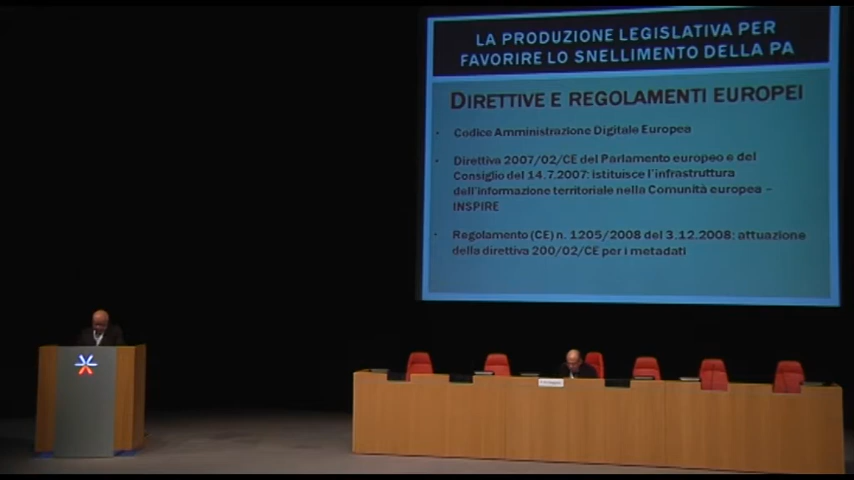 LA PRODUZIONE LEGISLATIVA PER
FAVORIRE LO SNELLIMENTO DELLA PA
DIRETTIVE E REGOLAMENTI EUROPEI
• Codice Amministrazione Digitale Europea
• Direttiva 2007/02/CE del Parlamento europeo e del
Consiglio del 14.7.2007: istituisce l'infrastruttura
dell'informazione territoriale nella Comunità europea –
INSPIRE
• Regolamento (CE) n. 1205/2008 del 3.12.2008: attuazione
della direttiva 200/02/CE per i metadati